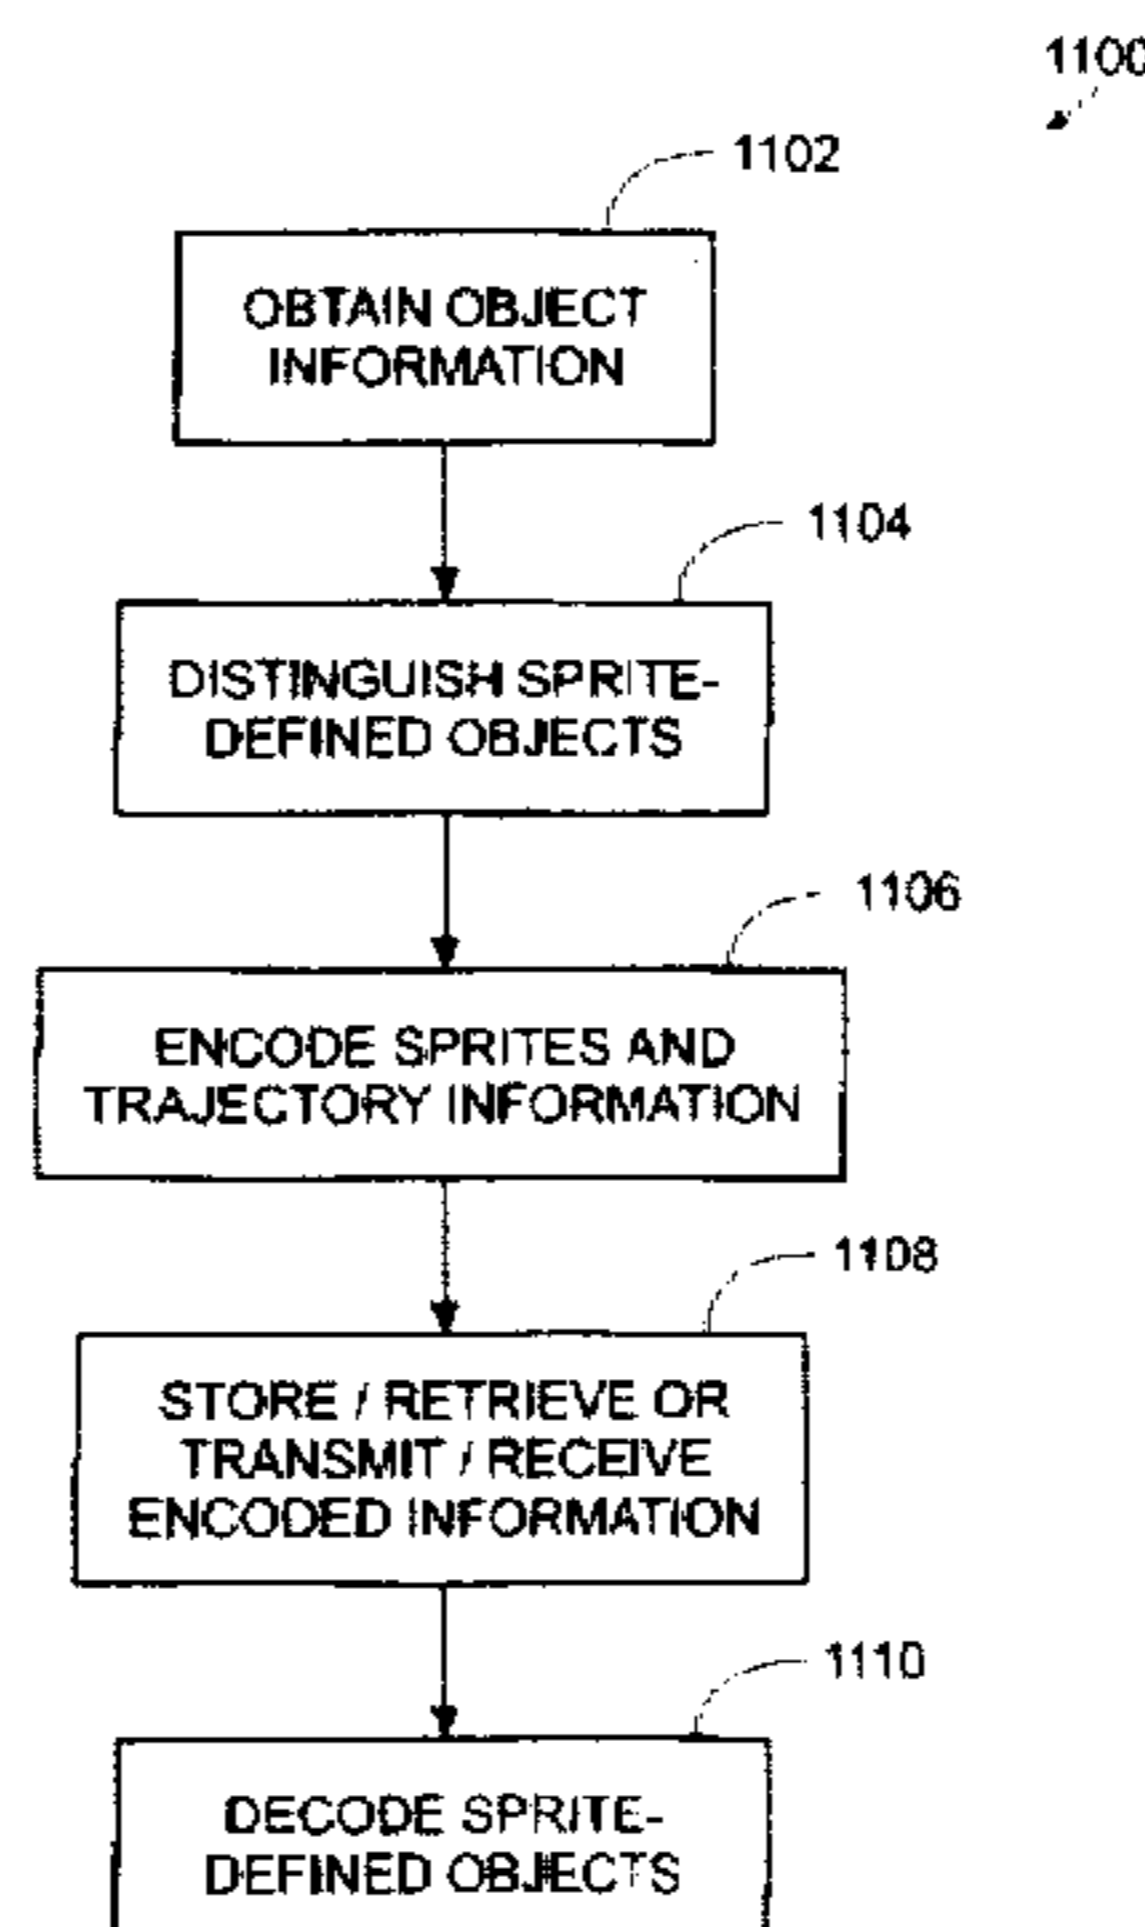 1100
1102
OBTAIN OBJECT
INFORMATION
1104
DISTINGUISH SPRITE-
DEFINED OBJECTS
1106
ENCODE SPRITES AND
TRAJECTORY INFORMATION
1108
STORE / RETRIEVE OR
TRANSMIT / RECEIVE
ENCODED INFORMATION
1110
DECODE SPRITE-
DEFINED OBJECTS